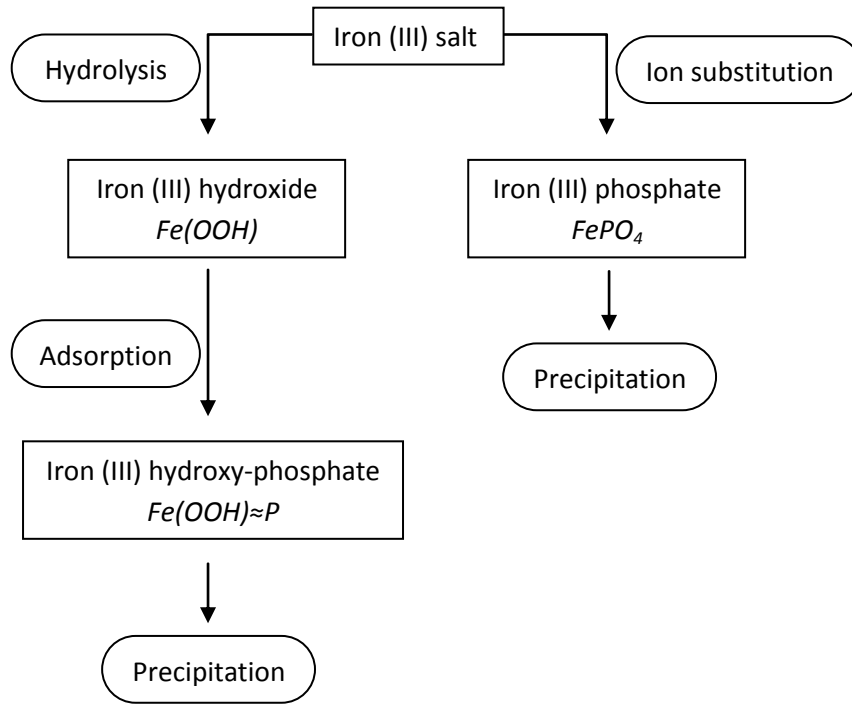 Iron (III) salt
Hydrolysis
Ion substitution
Iron (III) hydroxide
Fe(OOH)
Iron (III) phosphate
FePO₄
Adsorption
Precipitation
Iron (III) hydroxy-phosphate
Fe(OOH)≈P
Precipitation